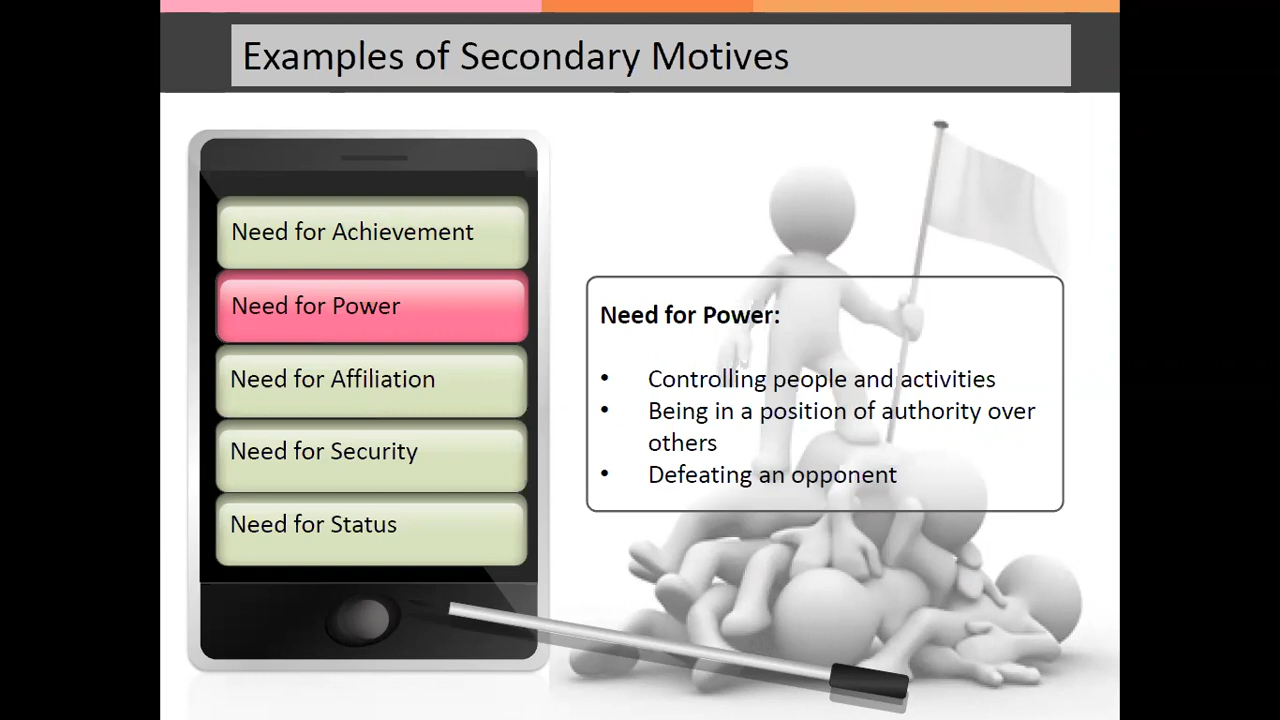 Examples of Secondary Motives
Need for Achievement
Need for Power
Need for Affiliation
Need for Security
Need for Status
Need for Power:
• Controlling people and activities
• Being in a position of authority over
others
• Defeating an opponent